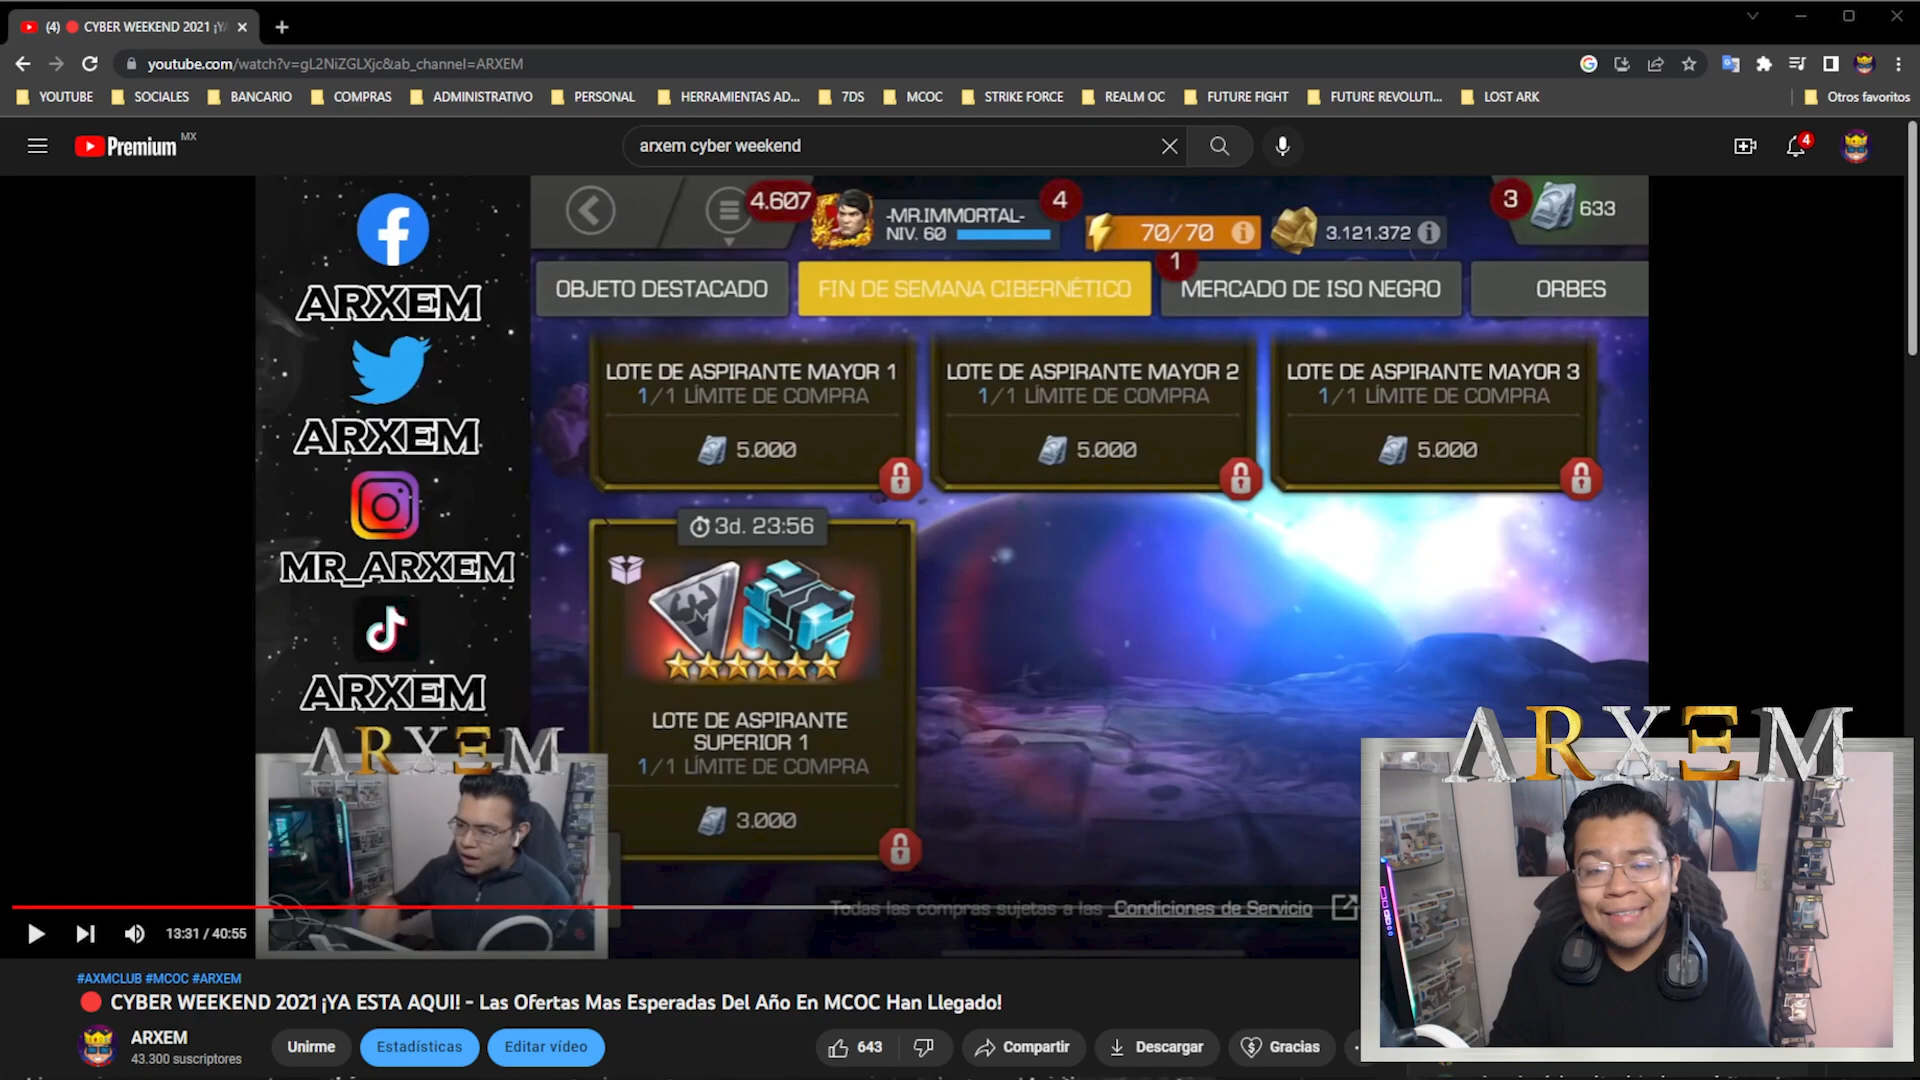 (4) 🔴 CYBER WEEKEND 2021 ¡Y
youtube.com/watch?v=gL2NiZGLXjc&ab_channel=ARXEM
YOUTUBE SOCIALES BANCARIO COMPRAS ADMINISTRATIVO PERSONAL HERRAMIENTAS AD... 7DS MCOC STRIKE FORCE REALM OC FUTURE FIGHT FUTURE REVOLUTI... LOST ARK Otros favoritos
Premium MX
arxem cyber weekend
4
ARXEM
ARXEM
MR_ARXEM
ARXEM
ARXEM
4.607
-MR.IMMORTAL-
NIV. 60
4
70/70
3.121.372
3
633
OBJETO DESTACADO
FIN DE SEMANA CIBERNÉTICO
1
MERCADO DE ISO NEGRO
ORBES
LOTE DE ASPIRANTE MAYOR 1
1/1 LÍMITE DE COMPRA
5.000
LOTE DE ASPIRANTE MAYOR 2
1/1 LÍMITE DE COMPRA
5.000
LOTE DE ASPIRANTE MAYOR 3
1/1 LÍMITE DE COMPRA
5.000
3d. 23:56
LOTE DE ASPIRANTE
SUPERIOR 1
1/1 LÍMITE DE COMPRA
3.000
Todas las compras sujetas a las Condiciones de Servicio
ARXEM
13:31 / 40:55
#AXMCLUB #MCOC #ARXEM
🔴 CYBER WEEKEND 2021 ¡YA ESTA AQUI! - Las Ofertas Mas Esperadas Del Año En MCOC Han Llegado!
ARXEM
43.300 suscriptores
Unirme
Estadísticas
Editar vídeo
643
Compartir
Descargar
Gracias